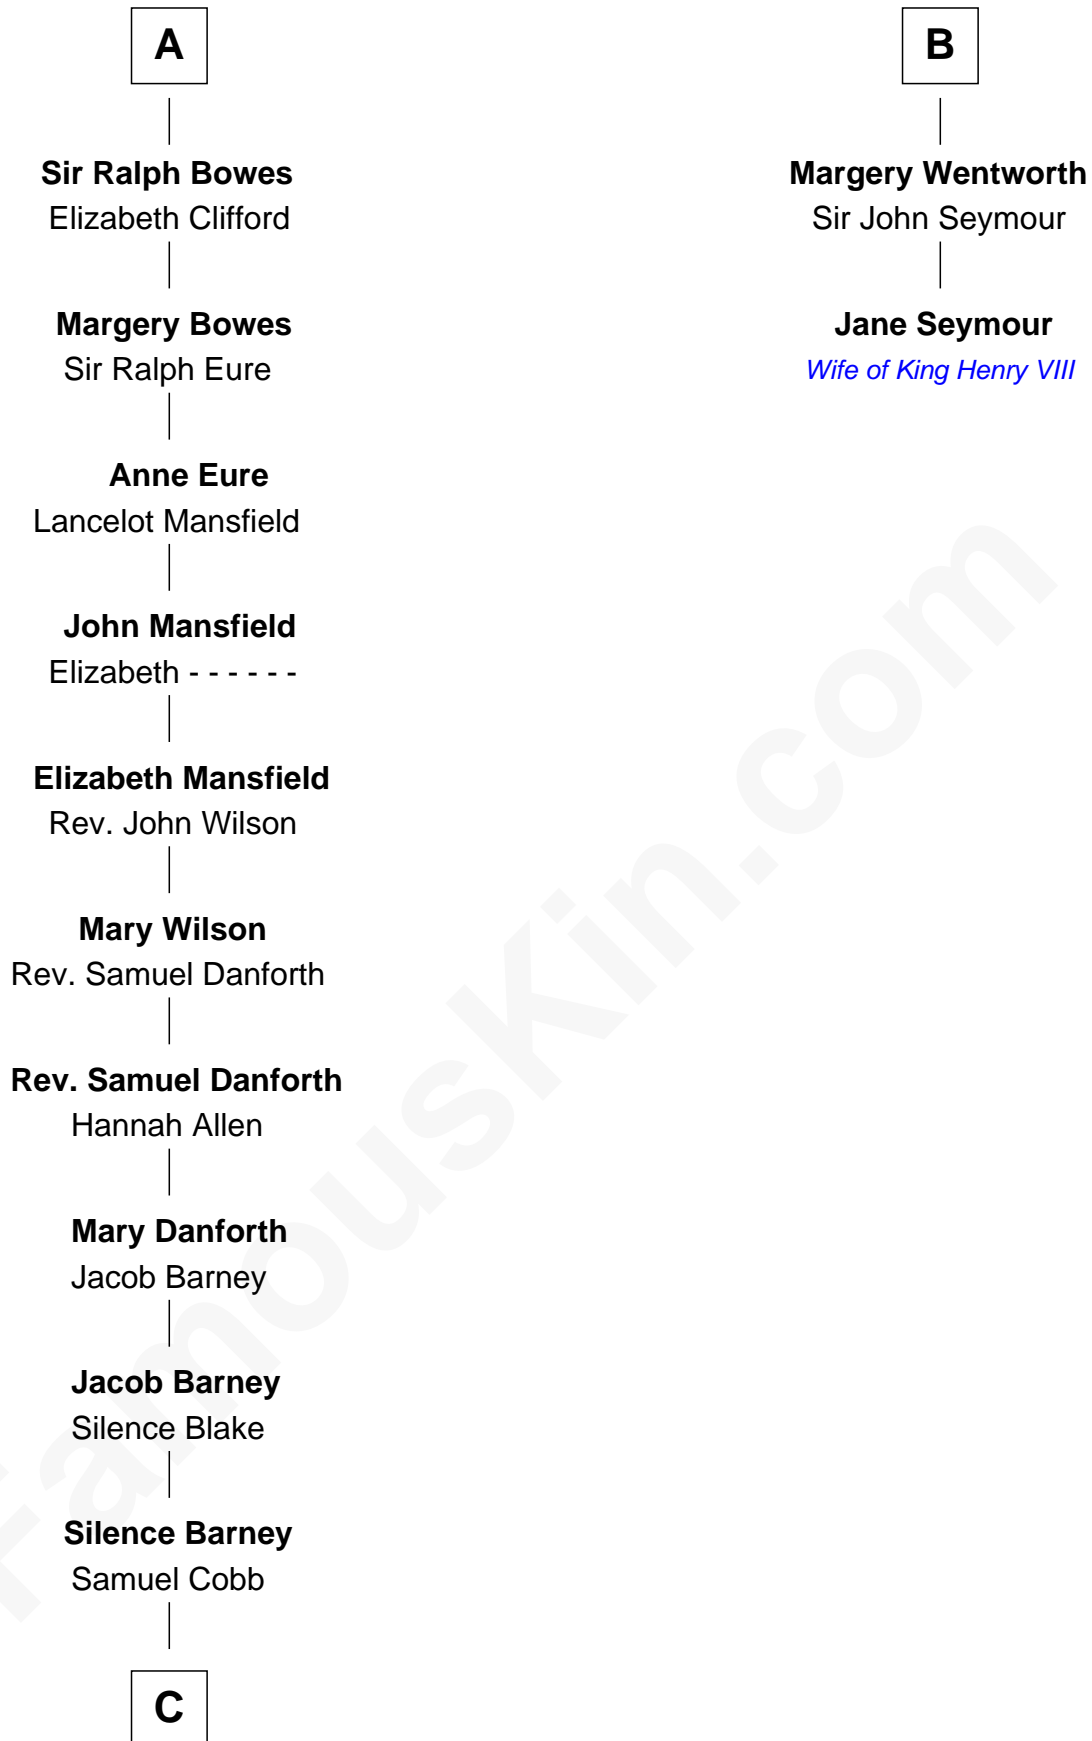 A
Sir Ralph Bowes
Elizabeth Clifford
Margery Bowes
Sir Ralph Eure
Anne Eure
Lancelot Mansfield
John Mansfield
Elizabeth - - - - - -
Elizabeth Mansfield
Rev. John Wilson
Mary Wilson
Rev. Samuel Danforth
Rev. Samuel Danforth
Hannah Allen
Mary Danforth
Jacob Barney
Jacob Barney
Silence Blake
Silence Barney
Samuel Cobb
C
B
Margery Wentworth
Sir John Seymour
Jane Seymour
Wife of King Henry VIII
FamousKin.com